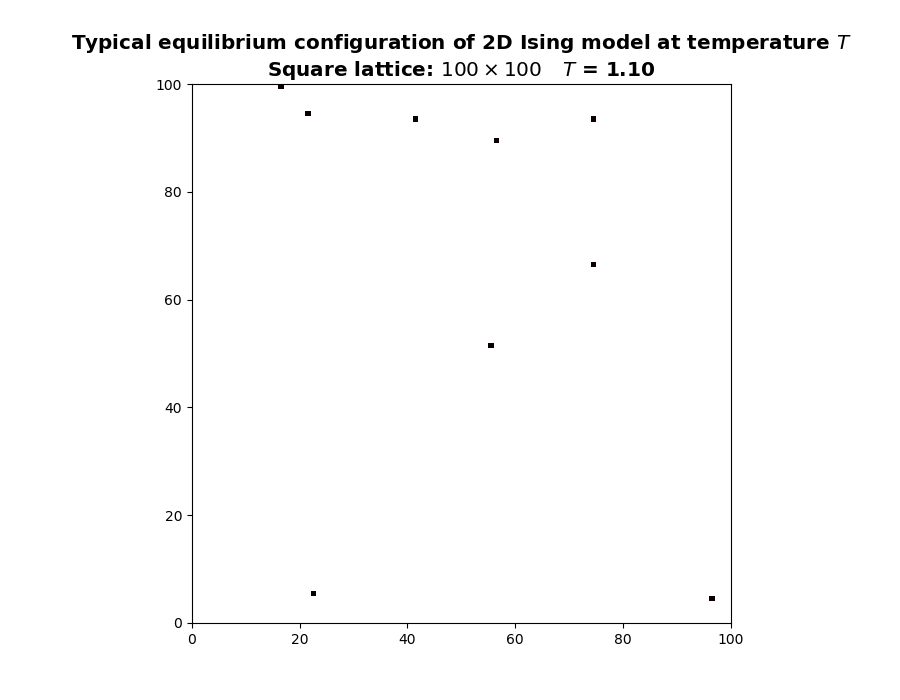 Typical equilibrium configuration of 2D Ising model at temperature T
Square lattice: 100 × 100 T = 1.10
100
80
60
40
20
0
0 20 40 60 80 100